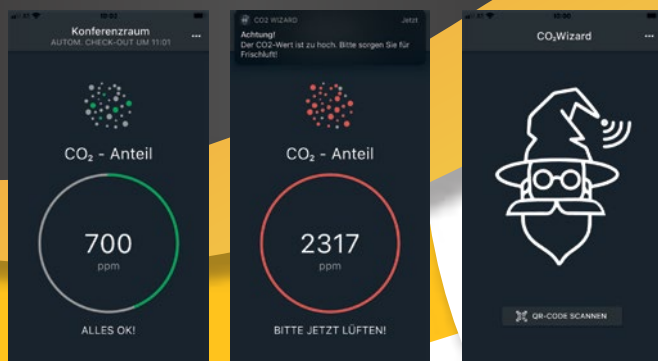 10:02
Konferenzraum
AUTOM. CHECK-OUT UM 11:01
CO₂ - Anteil
700
ppm
ALLES OK!
CO2 WIZARD
Jetzt
Achtung!
Der CO2-Wert ist zu hoch. Bitte sorgen Sie für
Frischluft!
CO₂ - Anteil
2317
ppm
BITTE JETZT LÜFTEN!
CO₂Wizard
QR-CODE SCANNEN